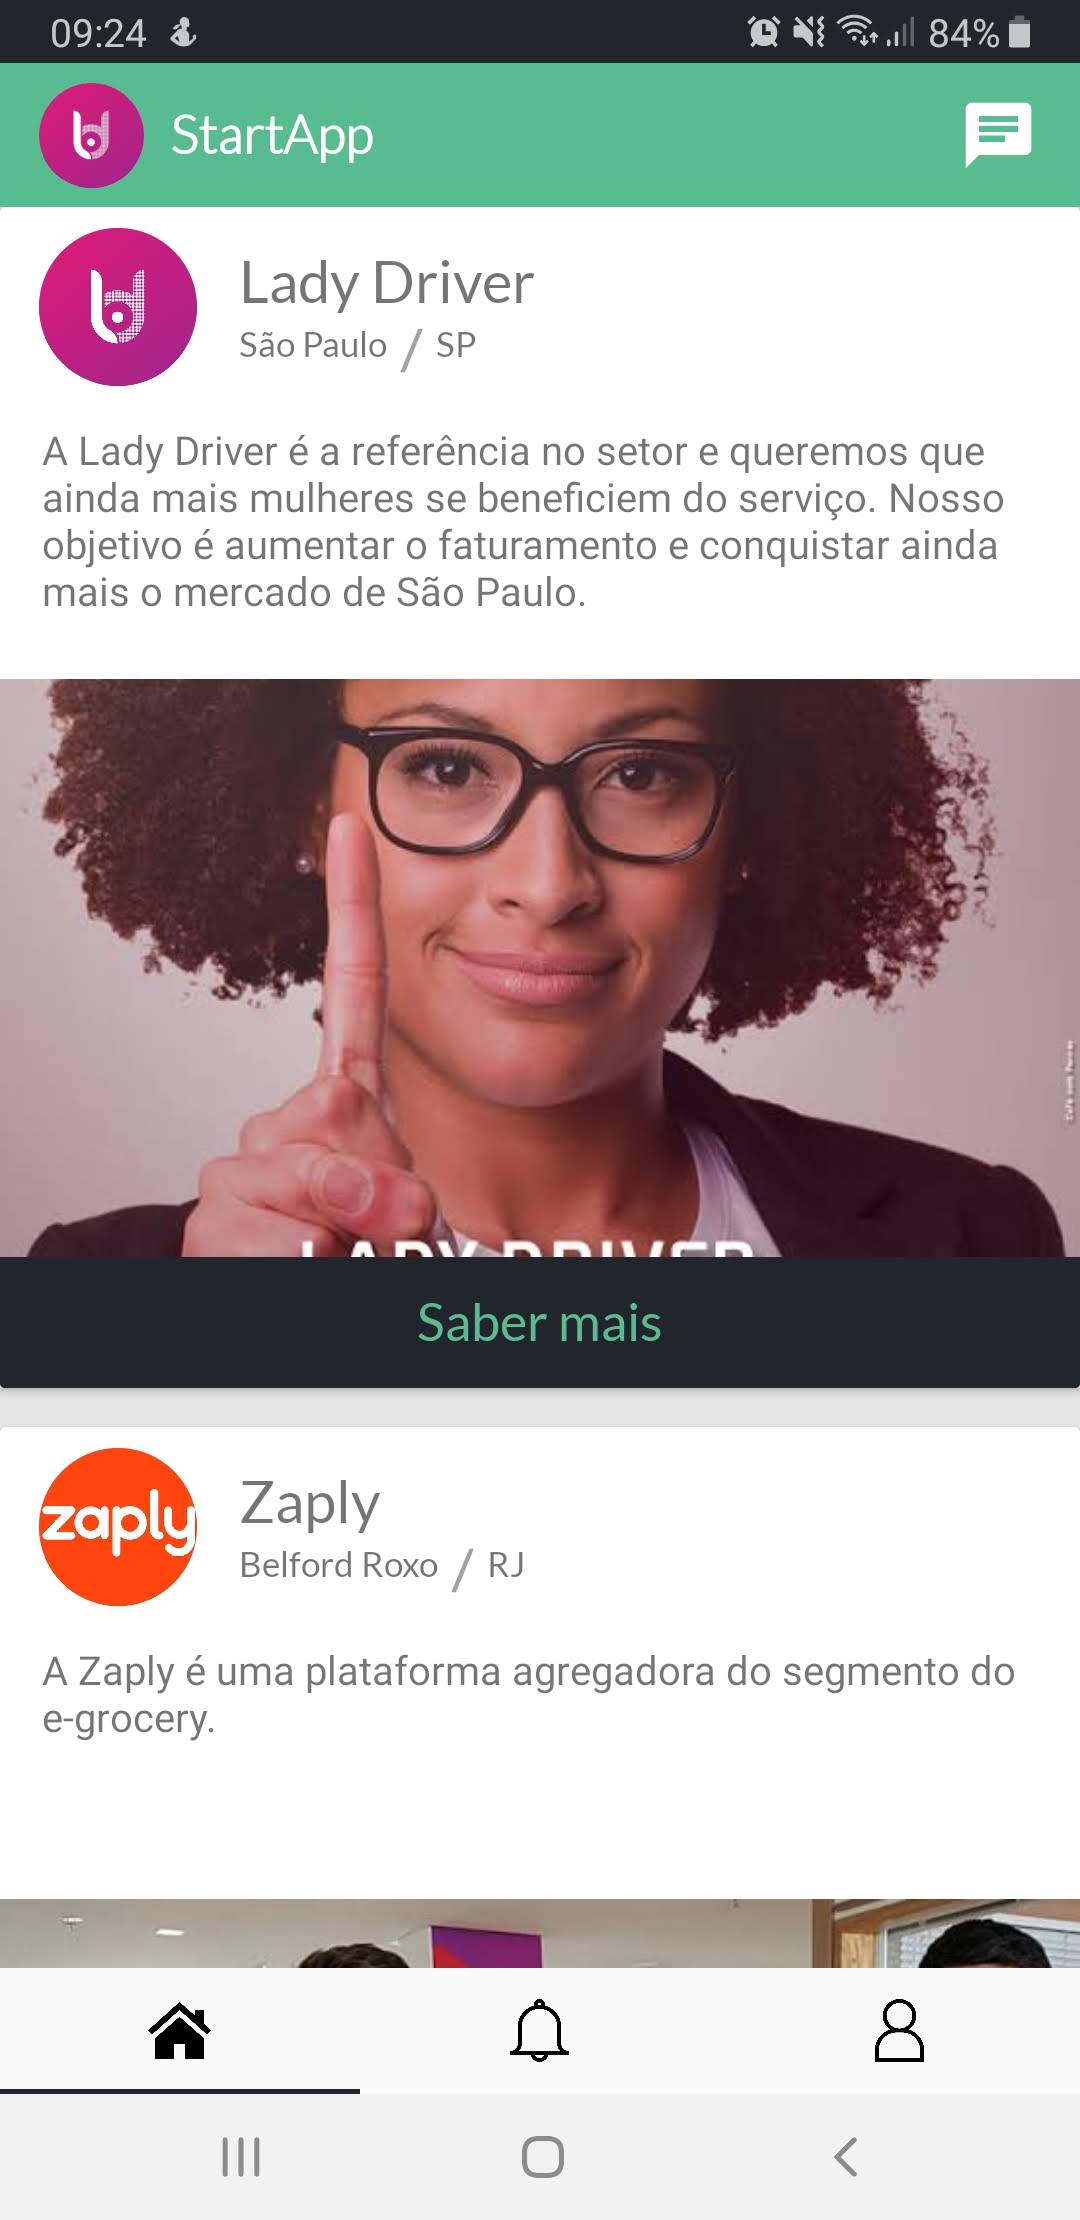 09:24
84%
StartApp
Lady Driver
São Paulo / SP
A Lady Driver é a referência no setor e queremos que
ainda mais mulheres se beneficiem do serviço. Nosso
objetivo é aumentar o faturamento e conquistar ainda
mais o mercado de São Paulo.
LADY DRIVER
Saber mais
zaply
Zaply
Belford Roxo / RJ
A Zaply é uma plataforma agregadora do segmento do
e-grocery.